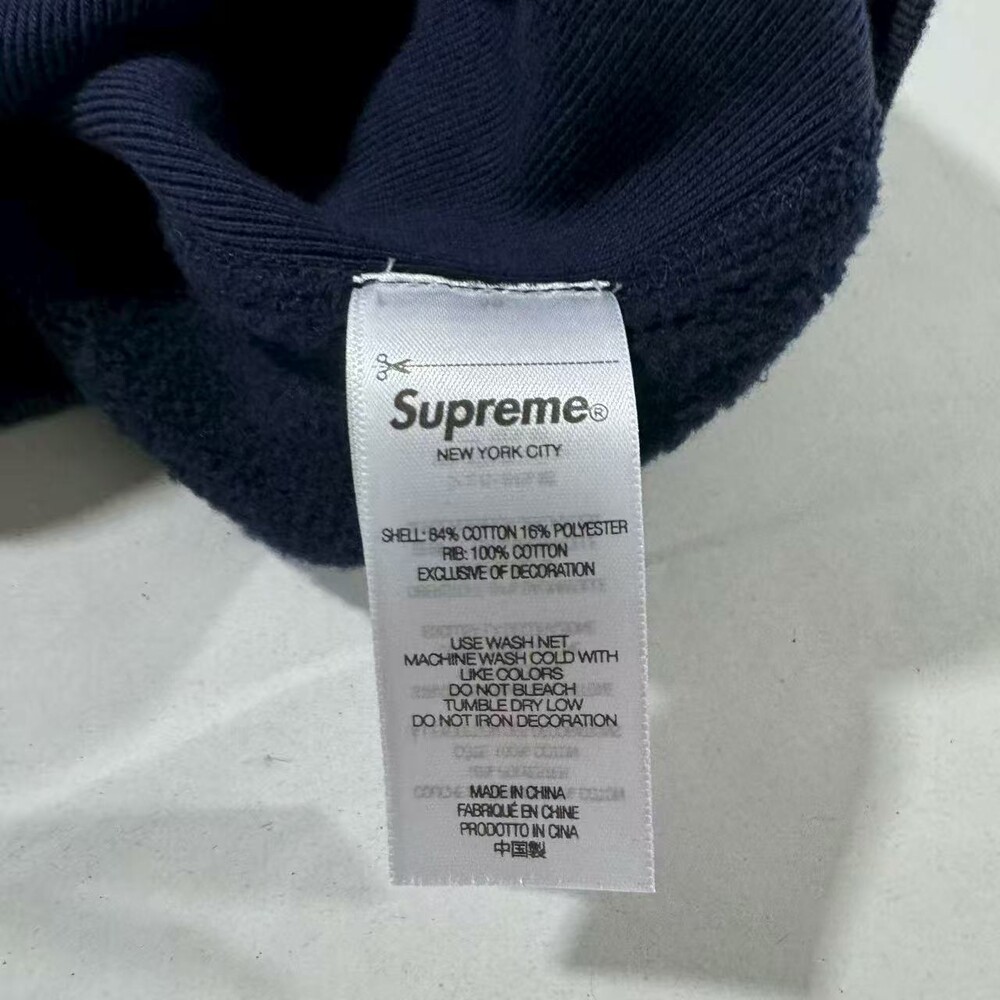 Supreme®
NEW YORK CITY
SHELL: 84% COTTON 16% POLYESTER
RIB: 100% COTTON
EXCLUSIVE OF DECORATION
USE WASH NET
MACHINE WASH COLD WITH
LIKE COLORS
DO NOT BLEACH
TUMBLE DRY LOW
DO NOT IRON DECORATION
MADE IN CHINA
FABRIQUÉ EN CHINE
PRODOTTO IN CINA
中国製